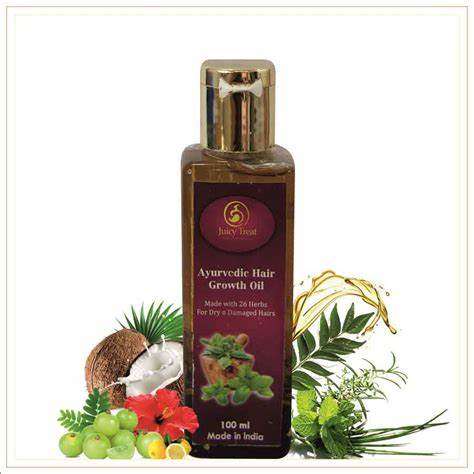 Juicy Treat
Ayurvedic Hair
Growth Oil
Made with 26 Herbs
For Dry & Damaged Hairs
100 ml
Made in India